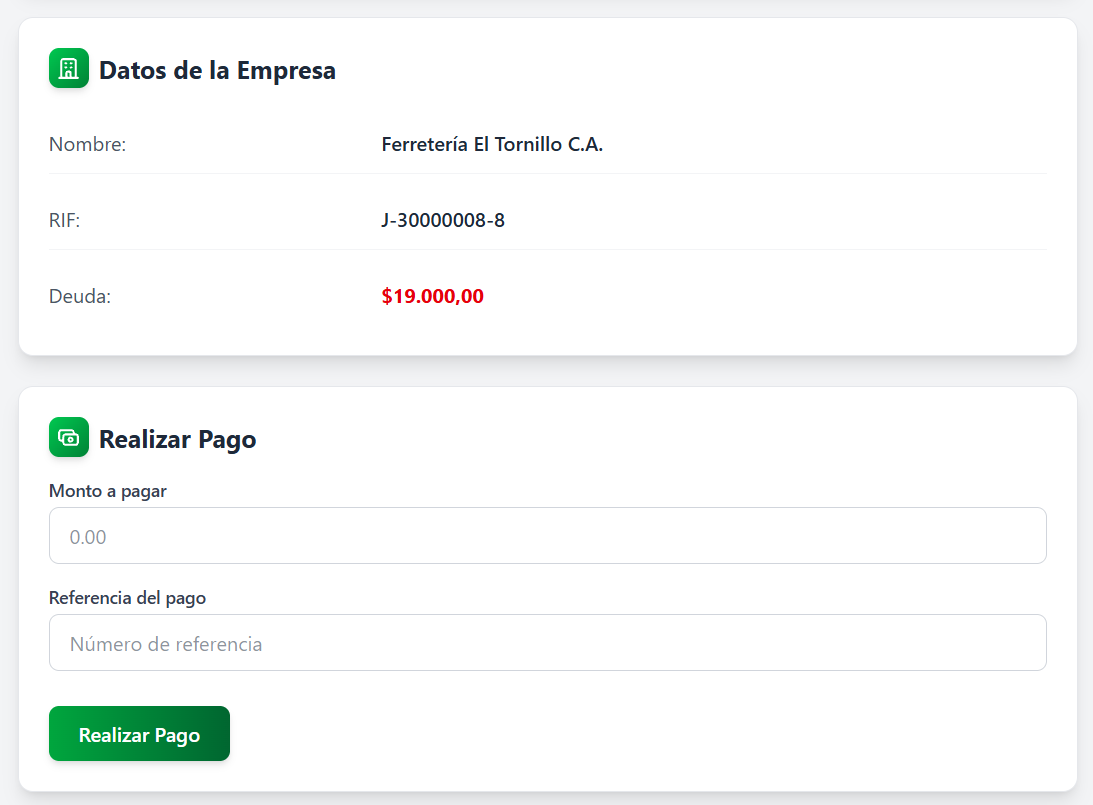 Datos de la Empresa
Nombre: Ferretería El Tornillo C.A.
RIF: J-30000008-8
Deuda: $19.000,00
Realizar Pago
Monto a pagar
0.00
Referencia del pago
Número de referencia
Realizar Pago